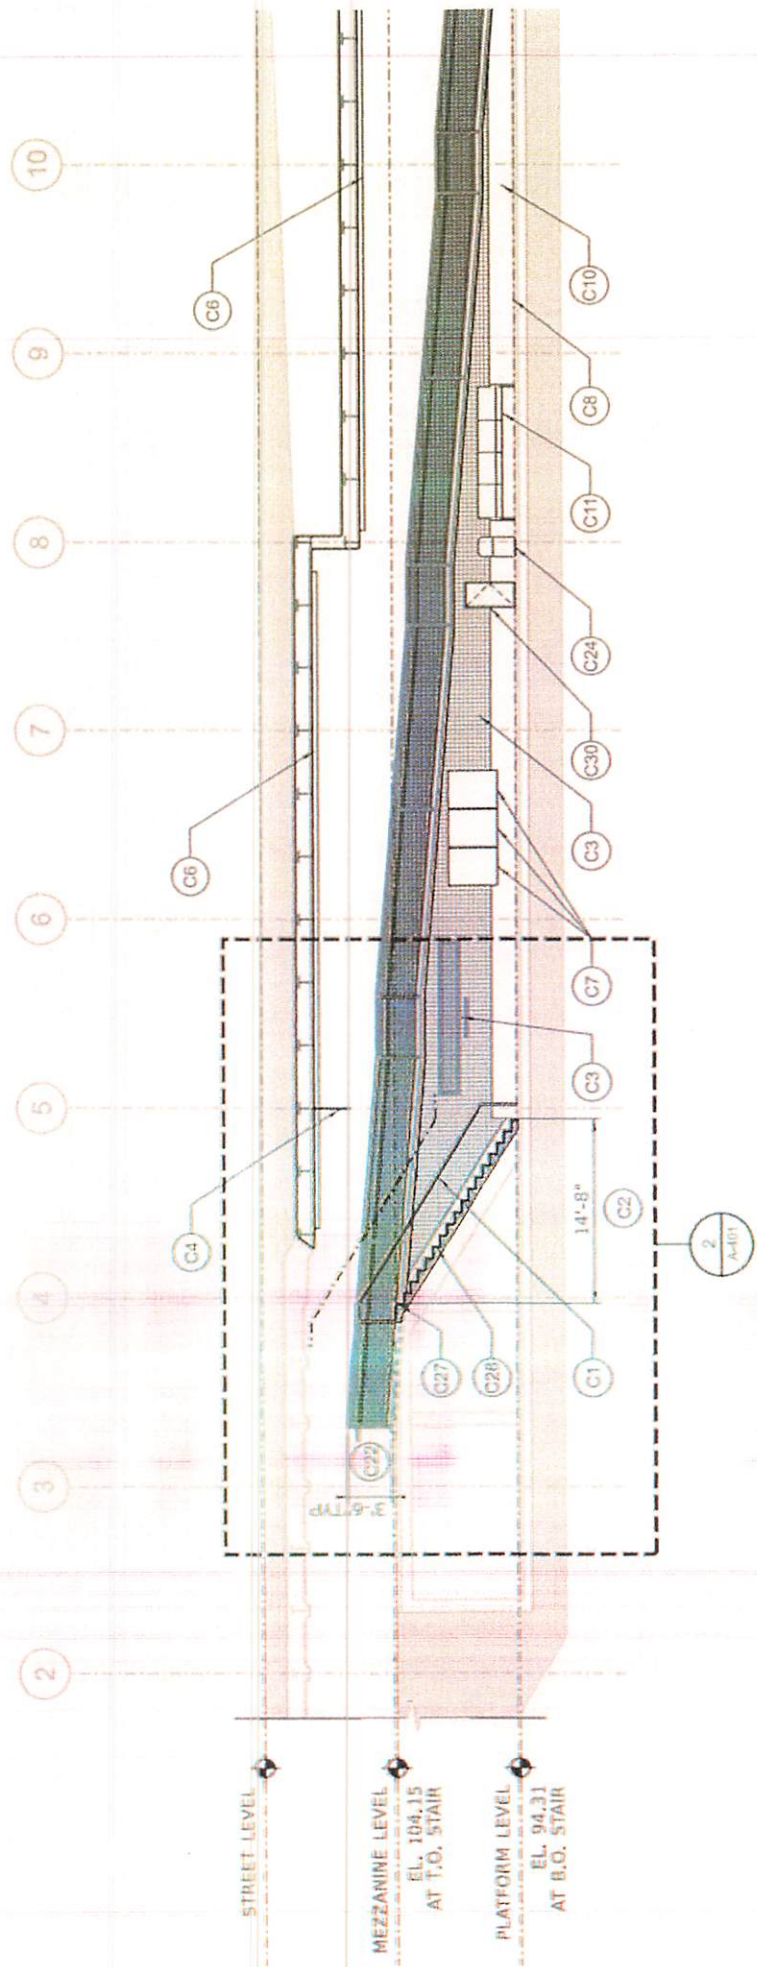 2
3
4
5
6
7
8
9
10
C4
C6
C6
STREET LEVEL
MEZZANINE LEVEL
EL. 104.15
AT T.O. STAIR
PLATFORM LEVEL
EL. 94.31
AT B.O. STAIR
3'-6" TYP
C22
C27
C28
C1
14'-8"
C2
C3
C7
C3
C30
C24
C11
C8
C10
2
A-401